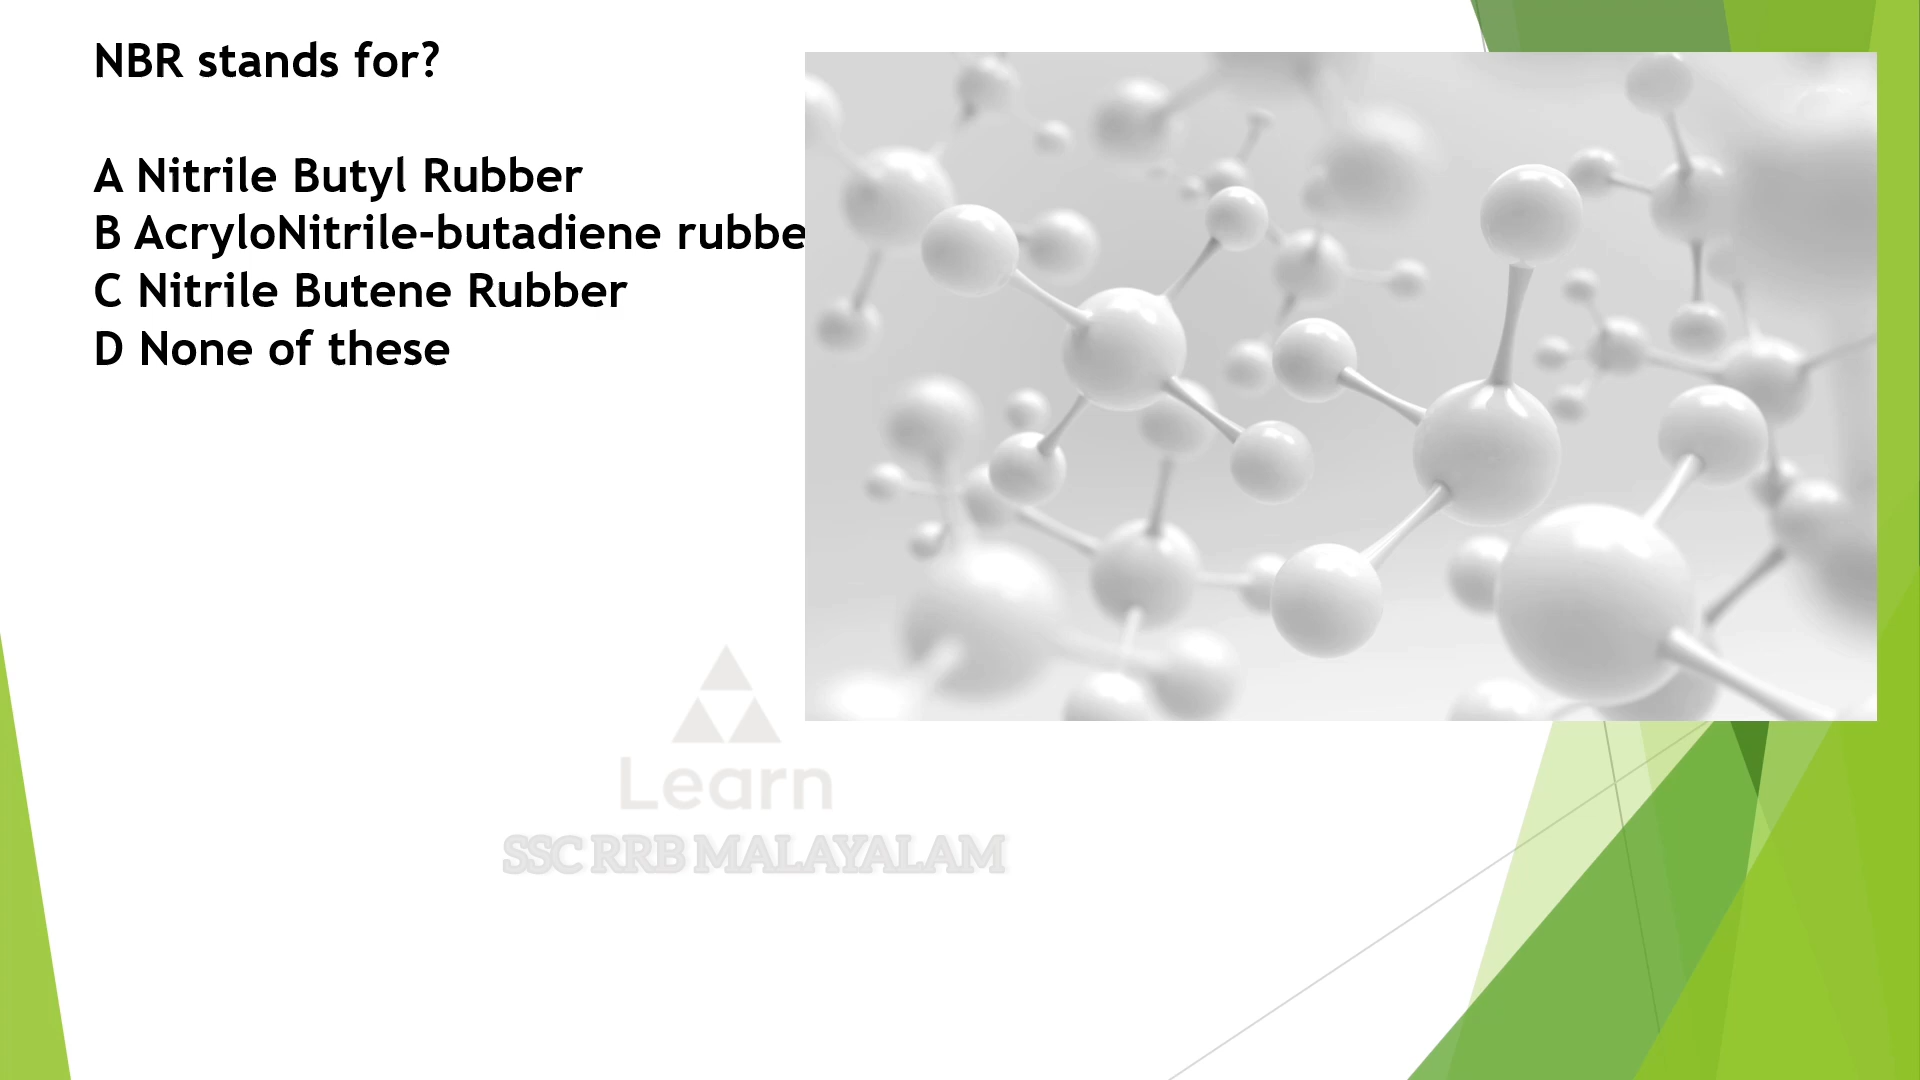 NBR stands for?
A Nitrile Butyl Rubber
B AcryloNitrile-butadiene rubbe
C Nitrile Butene Rubber
D None of these
Learn
SSC RRB MALAYALAM